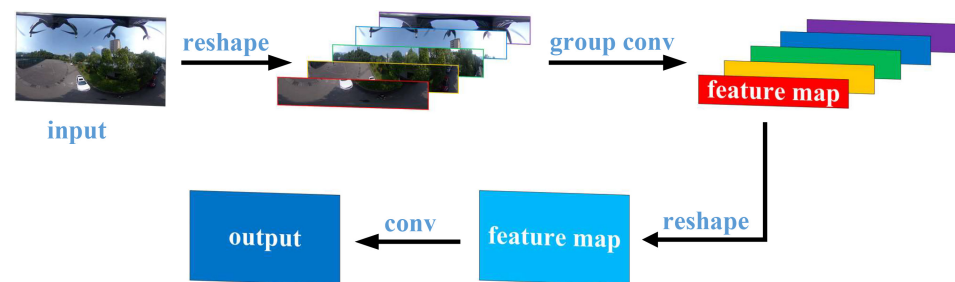 reshape
group conv
feature map
input
reshape
feature map
conv
output